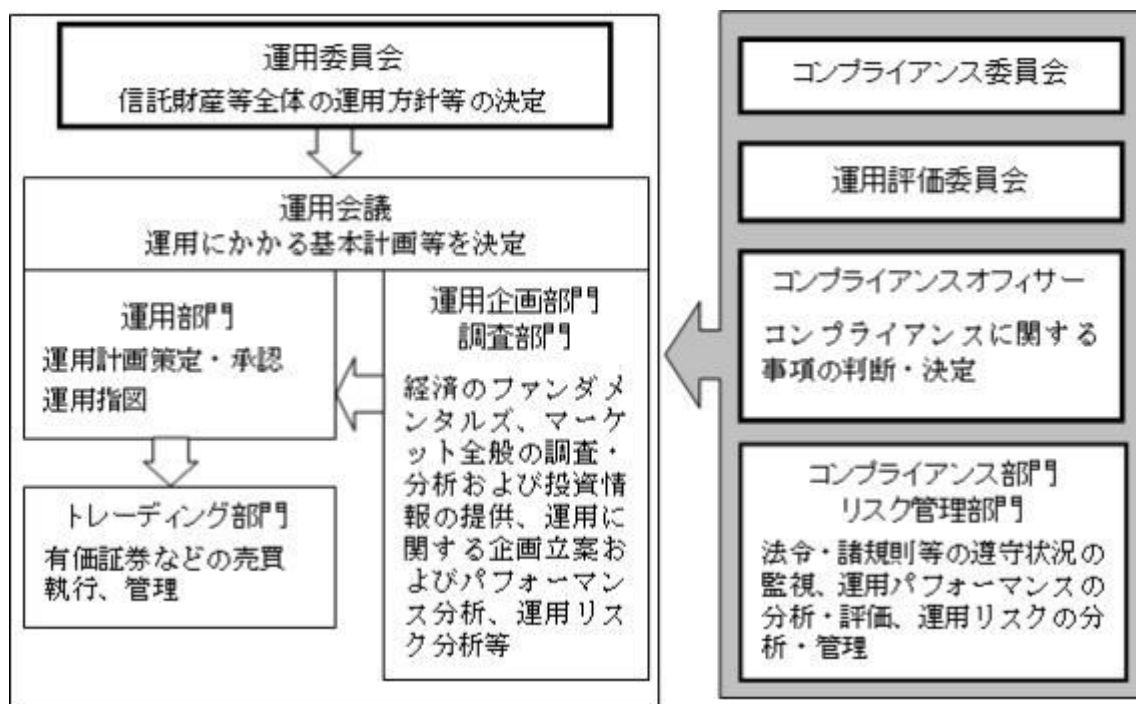 運用委員会
信託財産等全体の運用方針等の決定
運用会議
運用にかかる基本計画等を決定
運用部門
運用計画策定・承認
運用指図
運用企画部門
調査部門
経済のファンダメ
ンタルズ、マーケ
ット全般の調査・
分析および投資情
報の提供、運用に
関する企画立案お
よびパフォーマン
ス分析、運用リス
ク分析等
トレーディング部門
有価証券などの売買
執行、管理
コンプライアンス委員会
運用評価委員会
コンプライアンスオフィサー
コンプライアンスに関する
事項の判断・決定
コンプライアンス部門
リスク管理部門
法令・諸規則等の遵守状況の
監視、運用パフォーマンスの
分析・評価、運用リスクの分
析・管理